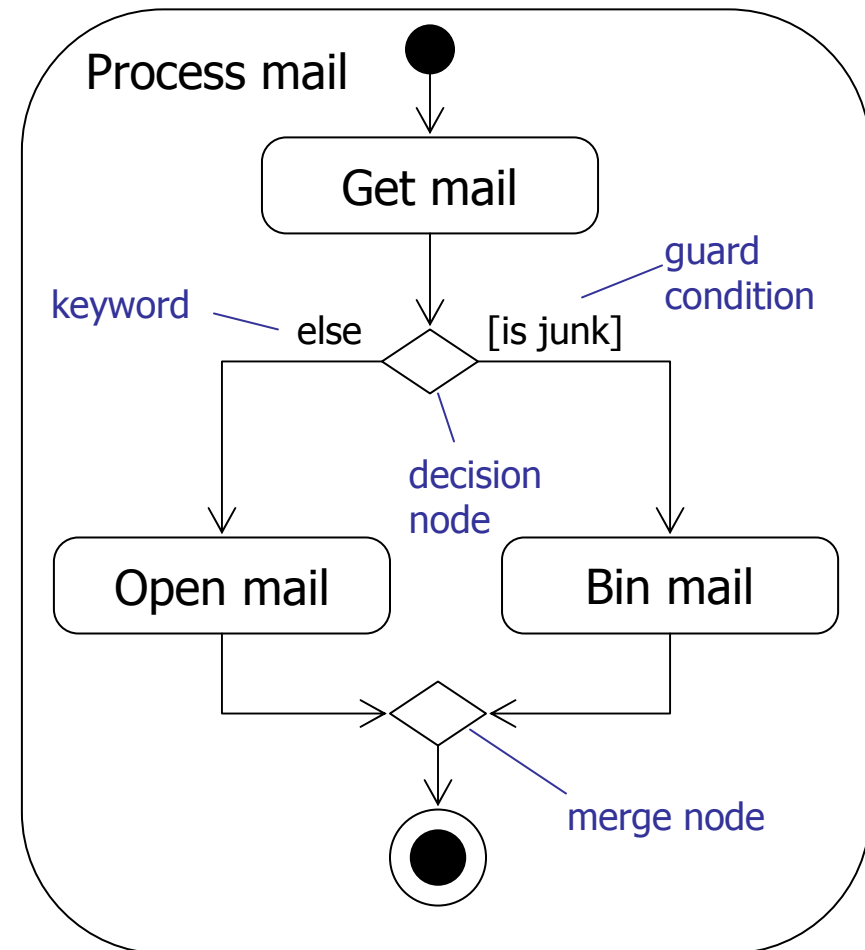 Process mail
Get mail
guard
condition
keyword
else
[is junk]
decision
node
Open mail
Bin mail
merge node